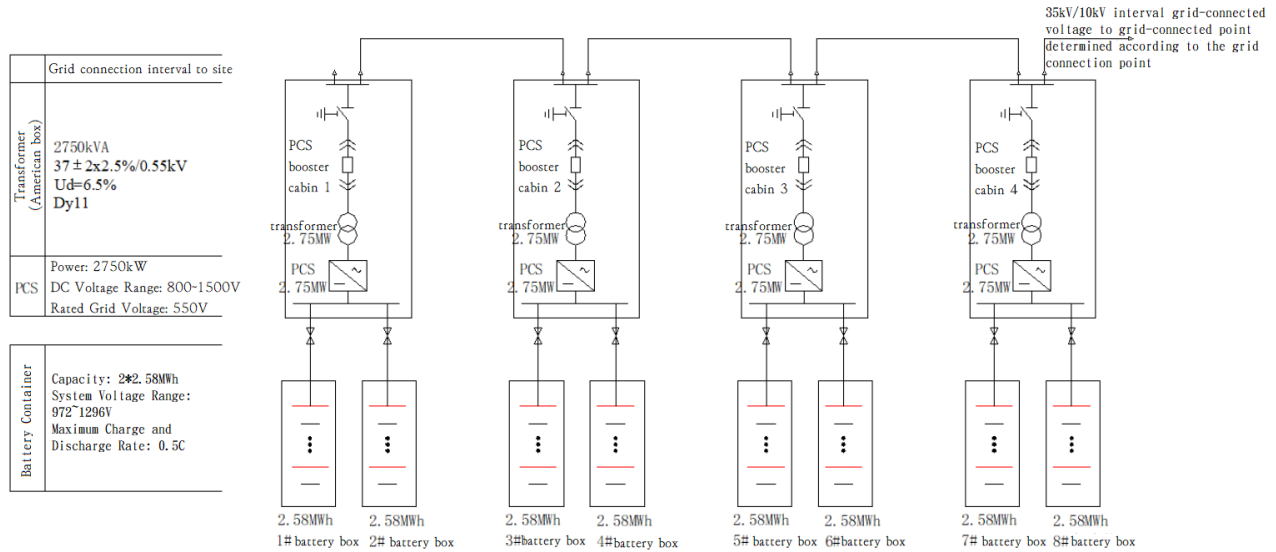 35kV/10kV interval grid-connected
voltage to grid-connected point
determined according to the grid
connection point
Grid connection interval to site
Transformer
(American box)
2750kVA
37±2x2.5%/0.55kV
Ud=6.5%
Dy11
PCS
Power: 2750kW
DC Voltage Range: 800~1500V
Rated Grid Voltage: 550V
Battery Container
Capacity: 2*2.58MWh
System Voltage Range:
972~1296V
Maximum Charge and
Discharge Rate: 0.5C
PCS
booster
cabin 1
transformer
2.75MW
PCS
2.75MW
PCS
booster
cabin 2
transformer
2.75MW
PCS
2.75MW
PCS
booster
cabin 3
transformer
2.75MW
PCS
2.75MW
PCS
booster
cabin 4
transformer
2.75MW
PCS
2.75MW
2.58MWh
1# battery box
2.58MWh
2# battery box
2.58MWh
3#battery box
2.58MWh
4#battery box
2.58MWh
5# battery box
2.58MWh
6#battery box
2.58MWh
7# battery box
2.58MWh
8#battery box